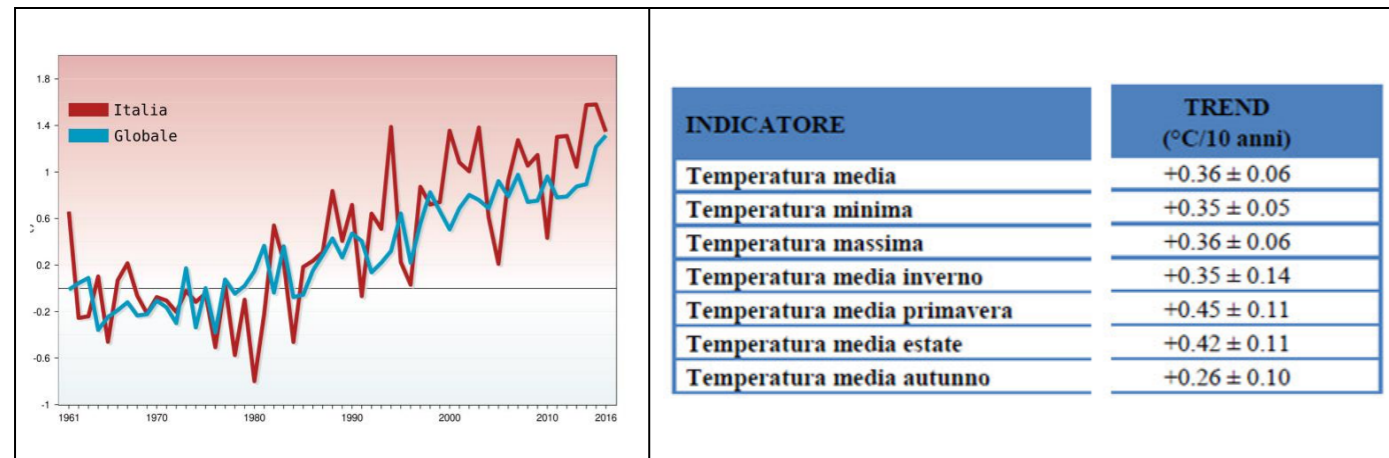 1.8
Italia
1.4
Globale
1
0.6
0.2
-0.2
-0.6
-1
1961
1970
1980
1990
2000
2010
2016
INDICATORE
TREND
(°C/10 anni)
Temperatura media
+0.36 ± 0.06
Temperatura minima
+0.35 ± 0.05
Temperatura massima
+0.36 ± 0.06
Temperatura media inverno
+0.35 ± 0.14
Temperatura media primavera
+0.45 ± 0.11
Temperatura media estate
+0.42 ± 0.11
Temperatura media autunno
+0.26 ± 0.10